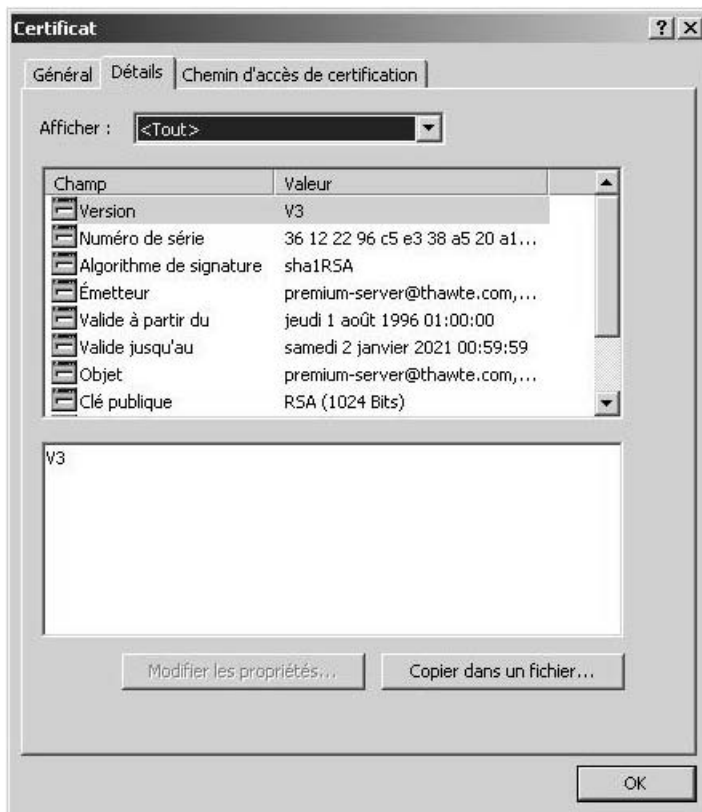 Certificat
Général Détails Chemin d'accès de certification
Afficher : <Tout>
Champ Valeur
Version V3
Numéro de série 36 12 22 96 c5 e3 38 a5 20 a1...
Algorithme de signature sha1RSA
Émetteur premium-server@thawte.com,...
Valide à partir du jeudi 1 août 1996 01:00:00
Valide jusqu'au samedi 2 janvier 2021 00:59:59
Objet premium-server@thawte.com,...
Clé publique RSA (1024 Bits)
V3
Modifier les propriétés... Copier dans un fichier...
OK